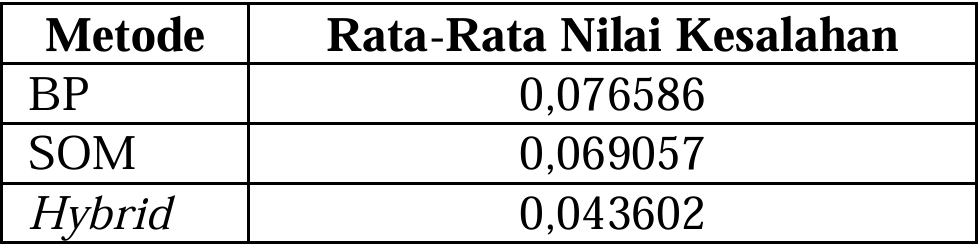 Metode Rata-Rata Nilai Kesalahan
BP 0,076586
SOM 0,069057
Hybrid 0,043602